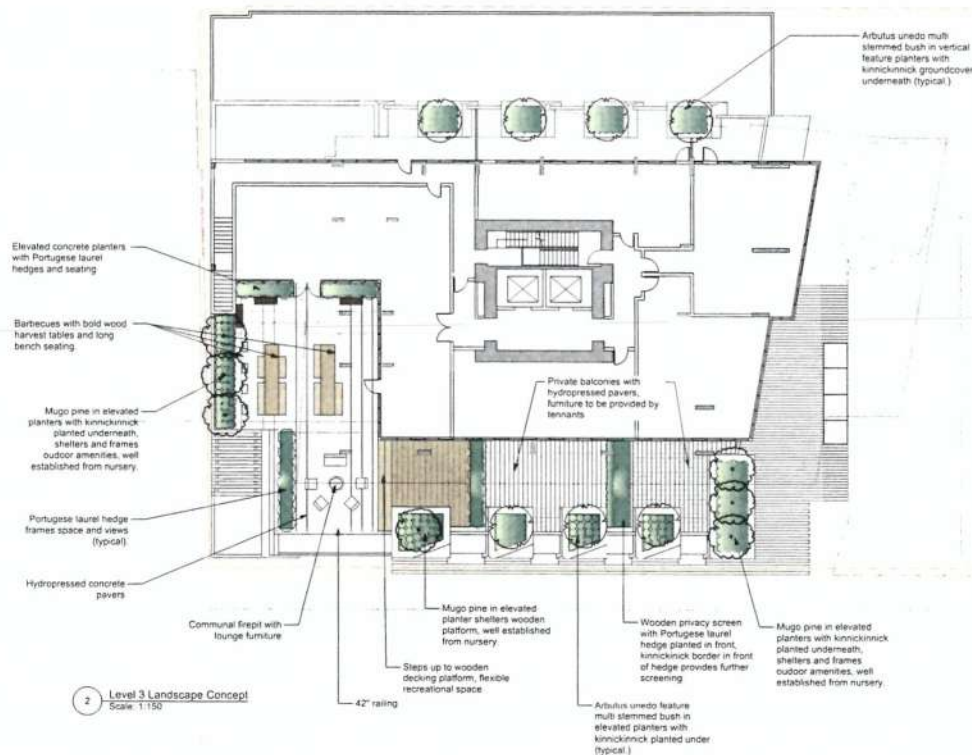 Arbutus unedo multi
stemmed bush in vertical
feature planters with
kinnickinnick groundcover
underneath (typical.)
Elevated concrete planters
with Portugese laurel
hedges and seating
Barbecues with bold wood
harvest tables and long
bench seating.
Mugo pine in elevated
planters with kinnickinnick
planted underneath,
shelters and frames
oudoor amenities, well
established from nursery.
Portugese laurel hedge
frames space and views
(typical)
Hydropressed concrete
pavers
Private balconies with
hydropressed pavers,
furniture to be provided by
tennants
Communal firepit with
lounge furniture
Mugo pine in elevated
planter shelters wooden
platform, well established
from nursery.
Steps up to wooden
decking platform, flexible
recreational space
42" railing
Wooden privacy screen
with Portugese laurel
hedge planted in front,
kinnickinick border in front
of hedge provides further
screening
Arbutus unedo feature
multi stemmed bush in
elevated planters with
kinnickinnick planted under
(typical.)
Mugo pine in elevated
planters with kinnickinnick
planted underneath,
shelters and frames
oudoor amenities, well
established from nursery.
2 Level 3 Landscape Concept
Scale: 1:150